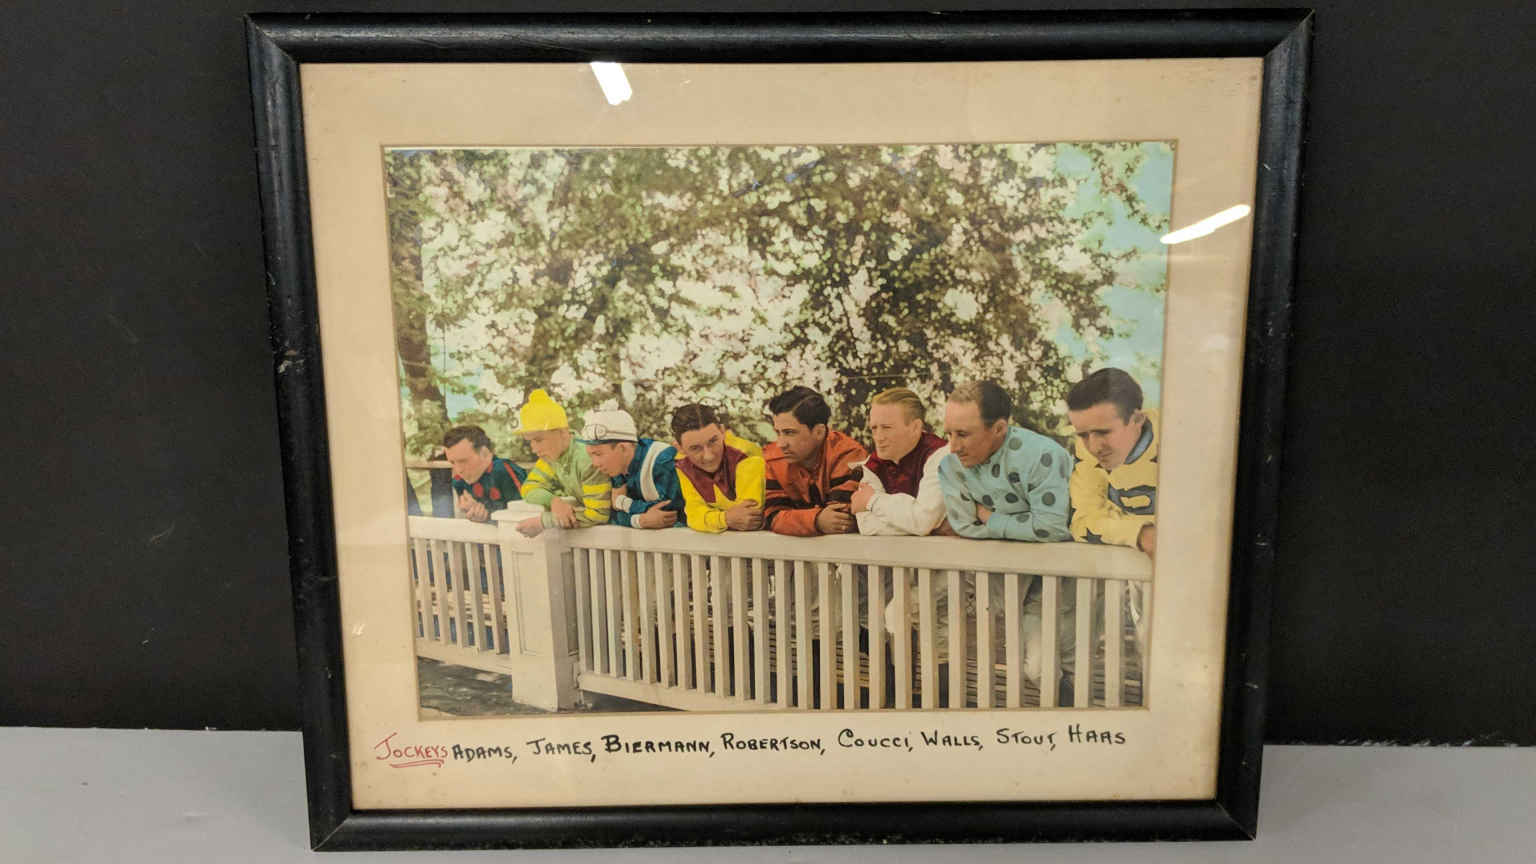 Jockeys Adams, James, Biermann, Robertson, Coucci, Walls, Stout, Haas